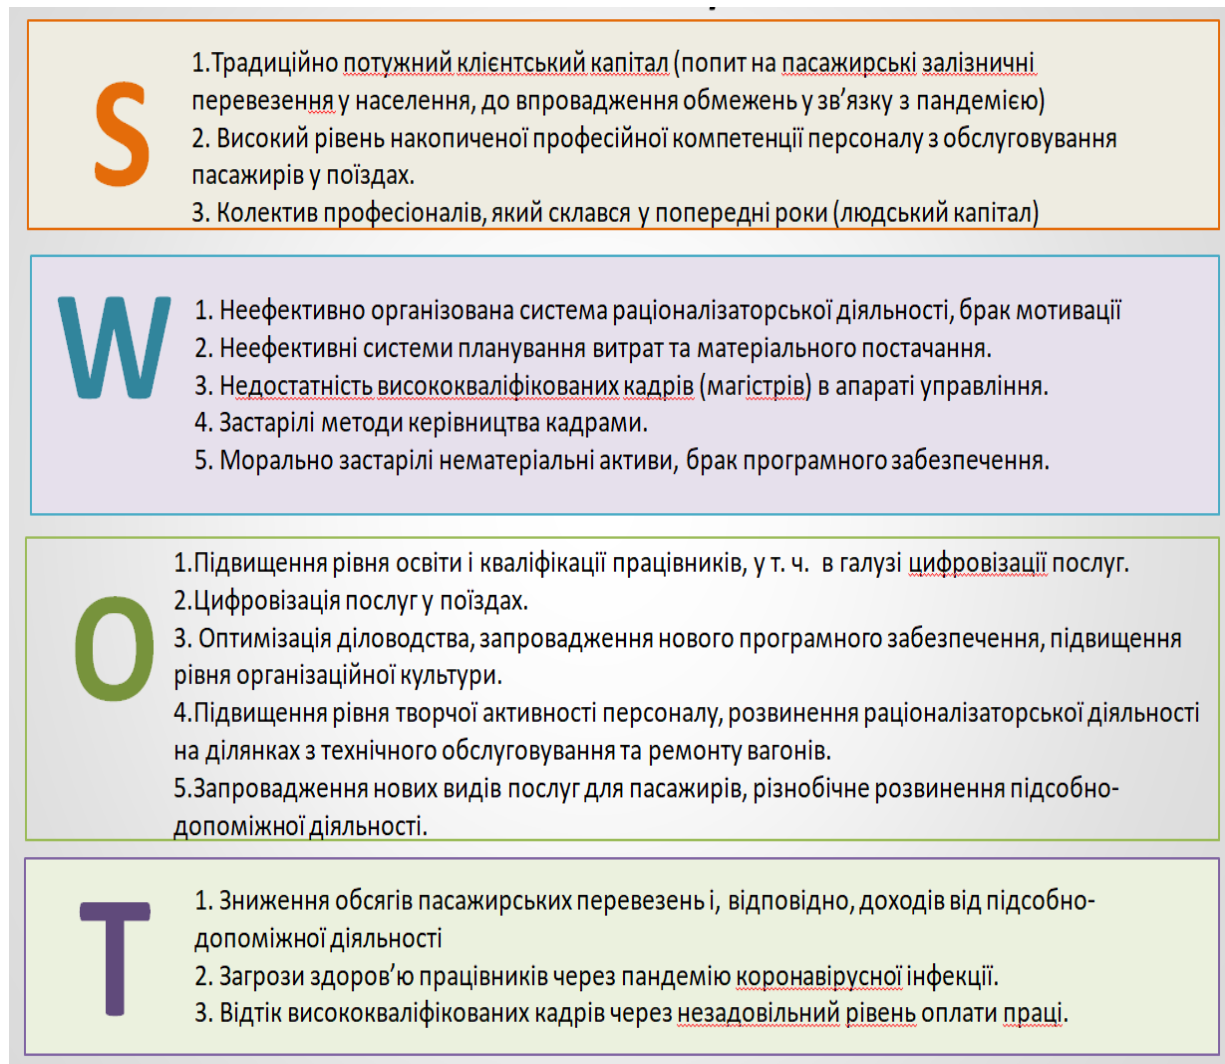 S
1.Традиційно потужний клієнтський капітал (попит на пасажирські залізничні
перевезення у населення, до впровадження обмежень у зв’язку з пандемією)
2. Високий рівень накопиченої професійної компетенції персоналу з обслуговування
пасажирів у поїздах.
3. Колектив професіоналів, який склався у попередні роки (людський капітал)
W
1. Неефективно організована система раціоналізаторської діяльності, брак мотивації
2. Неефективні системи планування витрат та матеріального постачання.
3. Недостатність висококваліфікованих кадрів (магістрів) в апараті управління.
4. Застарілі методи керівництва кадрами.
5. Морально застарілі нематеріальні активи, брак програмного забезпечення.
O
1.Підвищення рівня освіти і кваліфікації працівників, у т. ч. в галузі цифровізації послуг.
2.Цифровізація послуг у поїздах.
3. Оптимізація діловодства, запровадження нового програмного забезпечення, підвищення
рівня організаційної культури.
4.Підвищення рівня творчої активності персоналу, розвинення раціоналізаторської діяльності
на ділянках з технічного обслуговування та ремонту вагонів.
5.Запровадження нових видів послуг для пасажирів, різнобічне розвинення підсобно-
допоміжної діяльності.
T
1. Зниження обсягів пасажирських перевезень і, відповідно, доходів від підсобно-
допоміжної діяльності
2. Загрози здоров’ю працівників через пандемію коронавірусної інфекції.
3. Відтік висококваліфікованих кадрів через незадовільний рівень оплати праці.